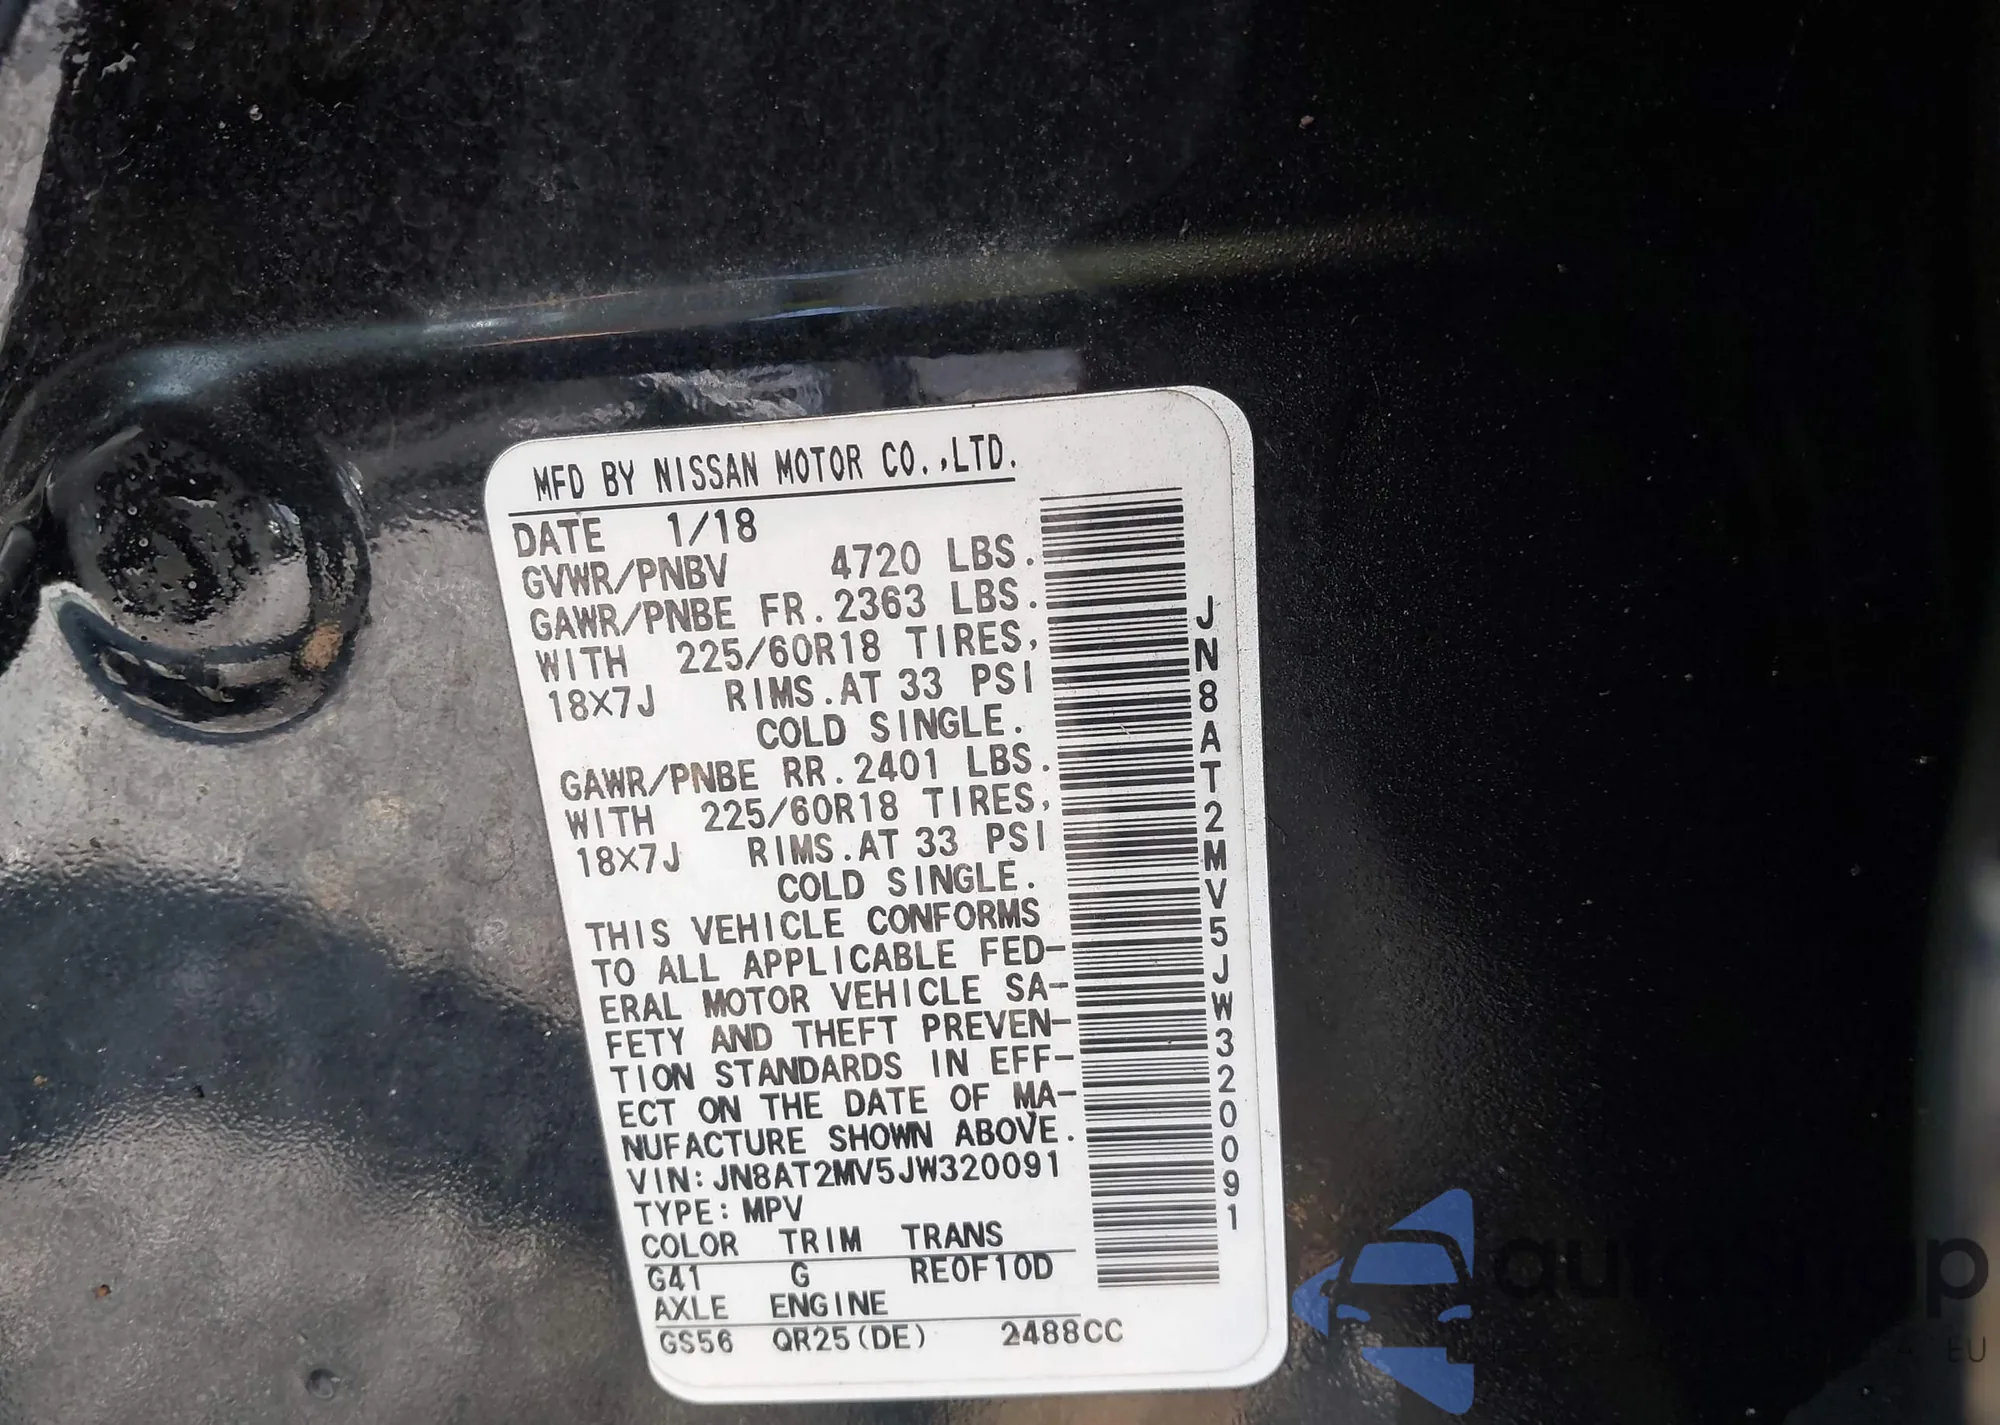 MFD BY NISSAN MOTOR CO.,LTD.
DATE 1/18
GVWR/PNBV 4720 LBS.
GAWR/PNBE FR.2363 LBS.
WITH 225/60R18 TIRES,
18X7J RIMS.AT 33 PSI
COLD SINGLE.
GAWR/PNBE RR.2401 LBS.
WITH 225/60R18 TIRES,
18X7J RIMS.AT 33 PSI
COLD SINGLE.
THIS VEHICLE CONFORMS
TO ALL APPLICABLE FED-
ERAL MOTOR VEHICLE SA-
FETY AND THEFT PREVEN-
TION STANDARDS IN EFF-
ECT ON THE DATE OF MA-
NUFACTURE SHOWN ABOVE.
VIN:JN8AT2MV5JW320091
TYPE:MPV
COLOR TRIM TRANS
G41 G RE0F10D
AXLE ENGINE
GS56 QR25(DE) 2488CC
JN8AT2MV5JW320091